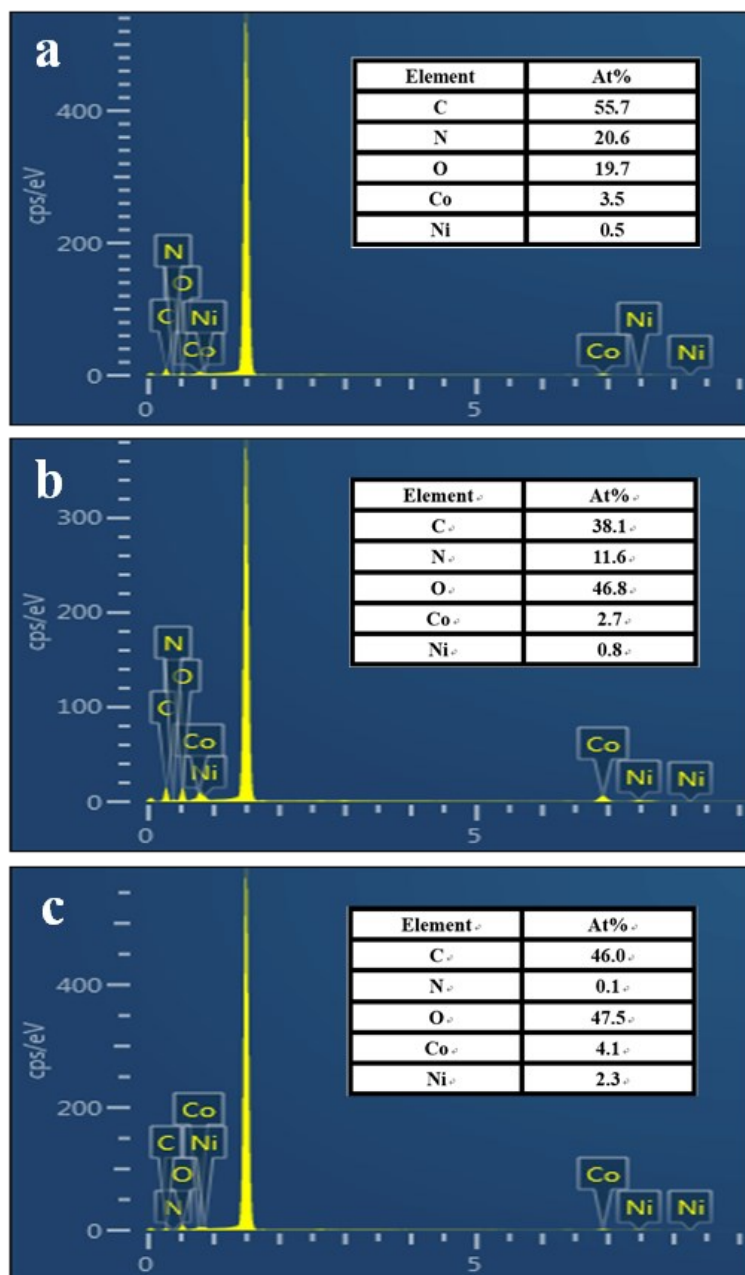 a
Element At%
C 55.7
N 20.6
O 19.7
Co 3.5
Ni 0.5
400
200
0
cps/eV
N
O
C Ni
Co
Co Ni Ni
0 5
b
Element At%
C 38.1
N 11.6
O 46.8
Co 2.7
Ni 0.8
300
200
100
0
cps/eV
N
O
C
Co
Ni
Co
Ni Ni
0 5
c
Element At%
C 46.0
N 0.1
O 47.5
Co 4.1
Ni 2.3
400
200
0
cps/eV
Co
C Ni
O
N
Co
Ni Ni
0 5